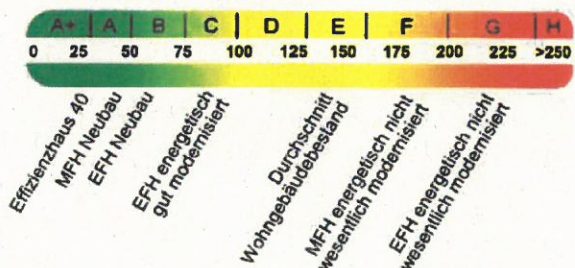 A+ A B C D E F G H
0 25 50 75 100 125 150 175 200 225 >250
Effizienzhaus 40
MFH Neubau
EFH Neubau
EFH energetisch
gut modernisiert
Durchschnitt
Wohngebäudebestand
MFH energetisch nicht
wesentlich modernisiert
EFH energetisch nicht
wesentlich modernisiert